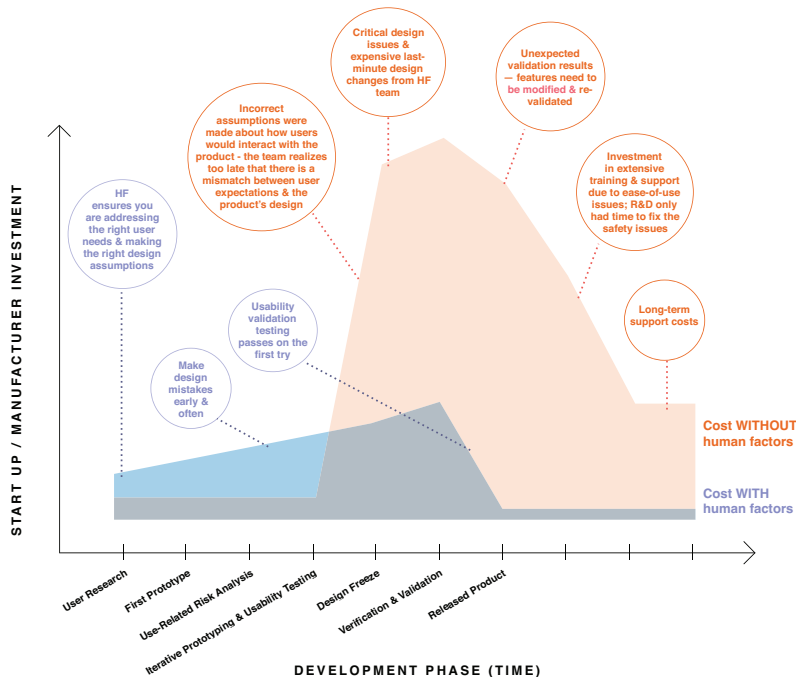 Critical design
issues &
expensive last-
minute design
changes from HF
team
Unexpected
validation results
— features need to
be modified & re-
validated
Incorrect
assumptions were
made about how users
would interact with the
product - the team realizes
too late that there is a
mismatch between user
expectations & the
product's design
Investment
in extensive
training & support
due to ease-of-use
issues; R&D only
had time to fix the
safety issues
HF
ensures you
are addressing
the right user
needs & making
the right design
assumptions
Usability
validation
testing
passes on the
first try
Long-term
support costs
Make
design
mistakes
early &
often
Cost WITHOUT
human factors
Cost WITH
human factors
START UP / MANUFACTURER INVESTMENT
User Research
First Prototype
Use-Related Risk Analysis
Iterative Prototyping & Usability Testing
Design Freeze
Verification & Validation
Released Product
DEVELOPMENT PHASE (TIME)